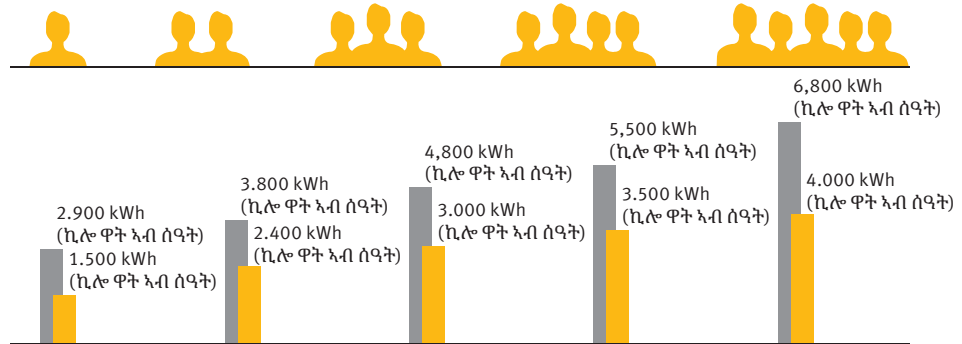 2.900 kWh
(ኪሎ ዋት ኣብ ሰዓት)
1.500 kWh
(ኪሎ ዋት ኣብ ሰዓት)
3.800 kWh
(ኪሎ ዋት ኣብ ሰዓት)
2.400 kWh
(ኪሎ ዋት ኣብ ሰዓት)
4,800 kWh
(ኪሎ ዋት ኣብ ሰዓት)
3.000 kWh
(ኪሎ ዋት ኣብ ሰዓት)
5,500 kWh
(ኪሎ ዋት ኣብ ሰዓት)
3.500 kWh
(ኪሎ ዋት ኣብ ሰዓት)
6,800 kWh
(ኪሎ ዋት ኣብ ሰዓት)
4.000 kWh
(ኪሎ ዋት ኣብ ሰዓት)